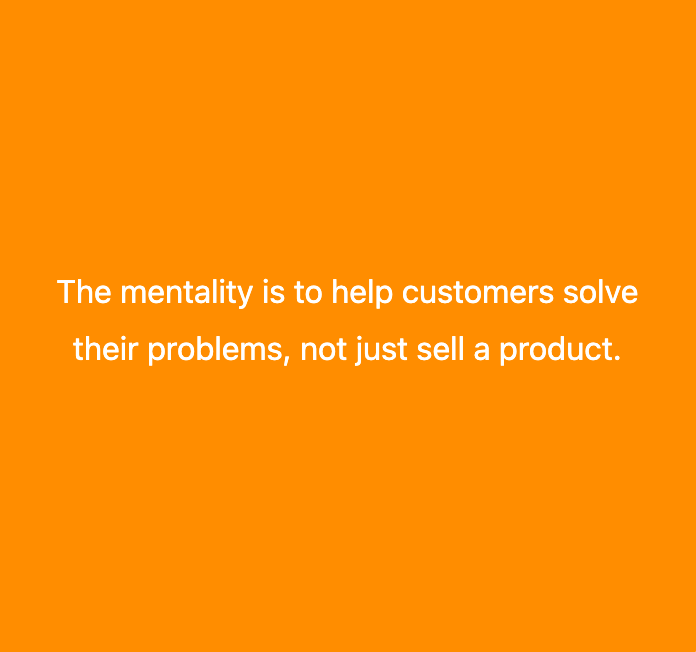 The mentality is to help customers solve
their problems, not just sell a product.